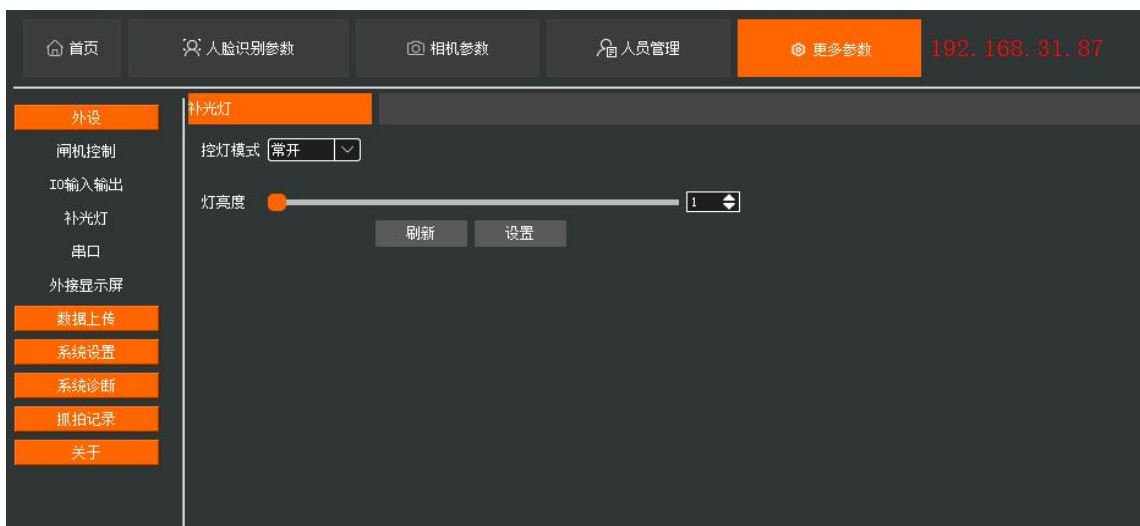 首页 人脸识别参数 相机参数 人员管理 更多参数 192.168.31.87
外设
闸机控制
IO输入输出
补光灯
串口
外接显示屏
数据上传
系统设置
系统诊断
抓拍记录
关于
补光灯
控灯模式 常开
灯亮度 1
刷新 设置